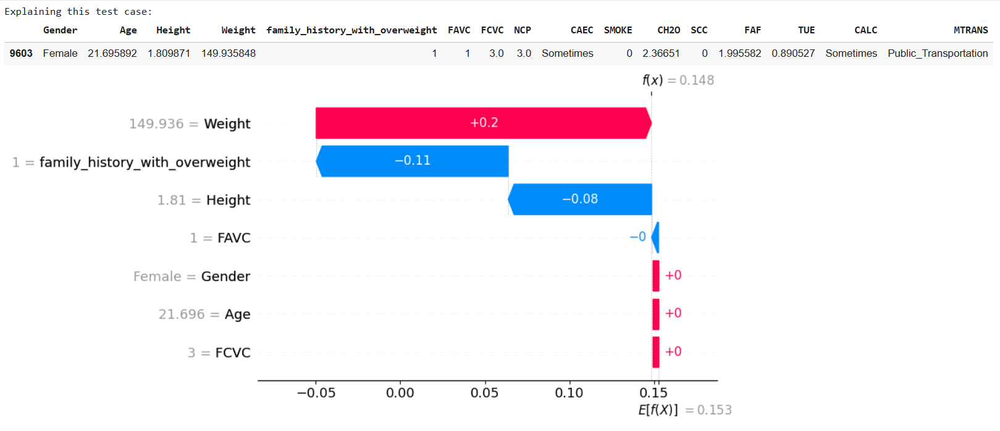 Explaining this test case:
Gender Age Height Weight family_history_with_overweight FAVC FCVC NCP CAEC SMOKE CH2O SCC FAF TUE CALC MTRANS
9603 Female 21.695892 1.809871 149.935848 1 1 3.0 3.0 Sometimes 0 2.36651 0 1.995582 0.890527 Sometimes Public_Transportation
f(x) = 0.148
149.936 = Weight +0.2
1 = family_history_with_overweight −0.11
1.81 = Height −0.08
1 = FAVC −0
Female = Gender +0
21.696 = Age +0
3 = FCVC +0
−0.05 0.00 0.05 0.10 0.15
E[f(X)] = 0.153